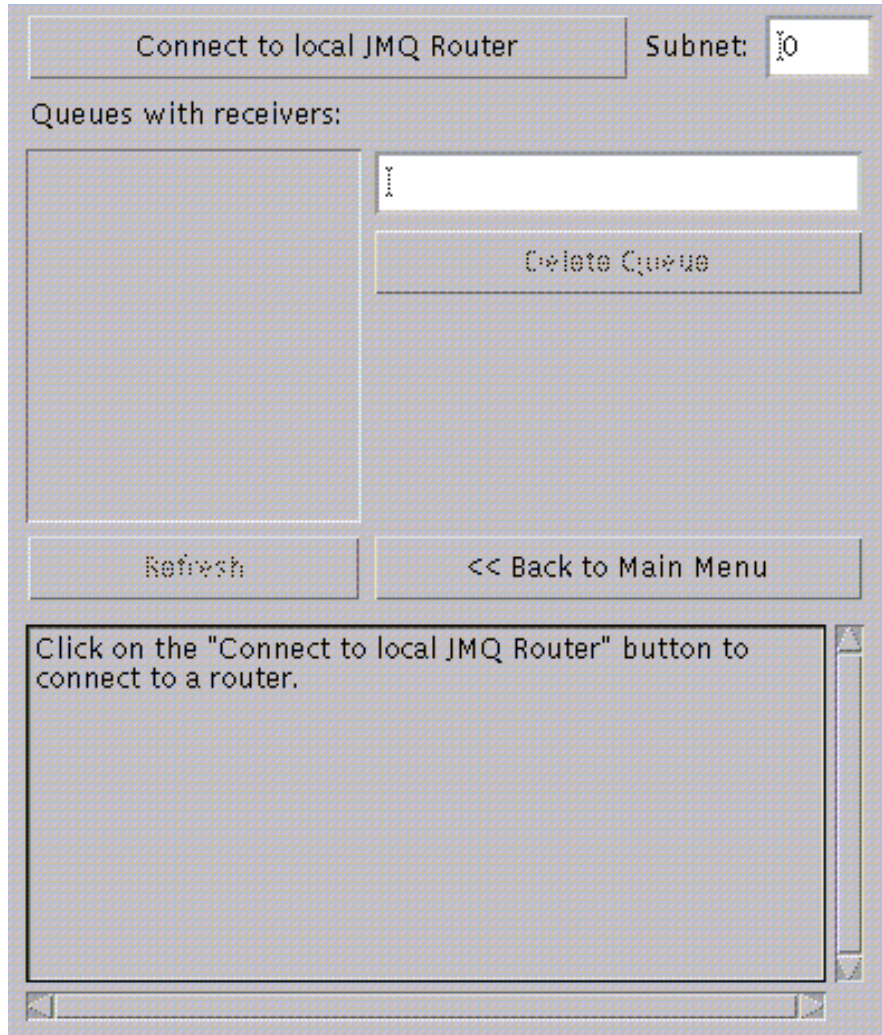 Connect to local JMQ Router
Subnet: 0
Queues with receivers:
Delete Queue
Refresh
<< Back to Main Menu
Click on the "Connect to local JMQ Router" button to
connect to a router.